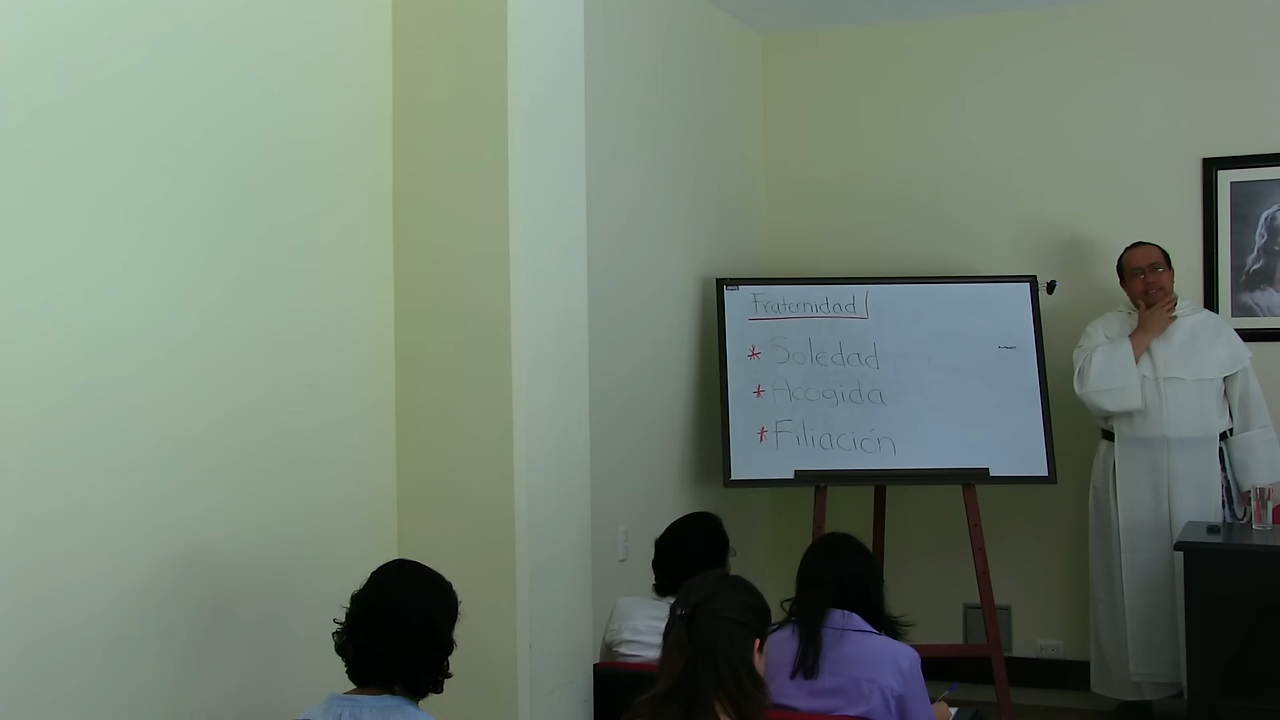 Fraternidad
* Soledad
* Acogida
* Filiación